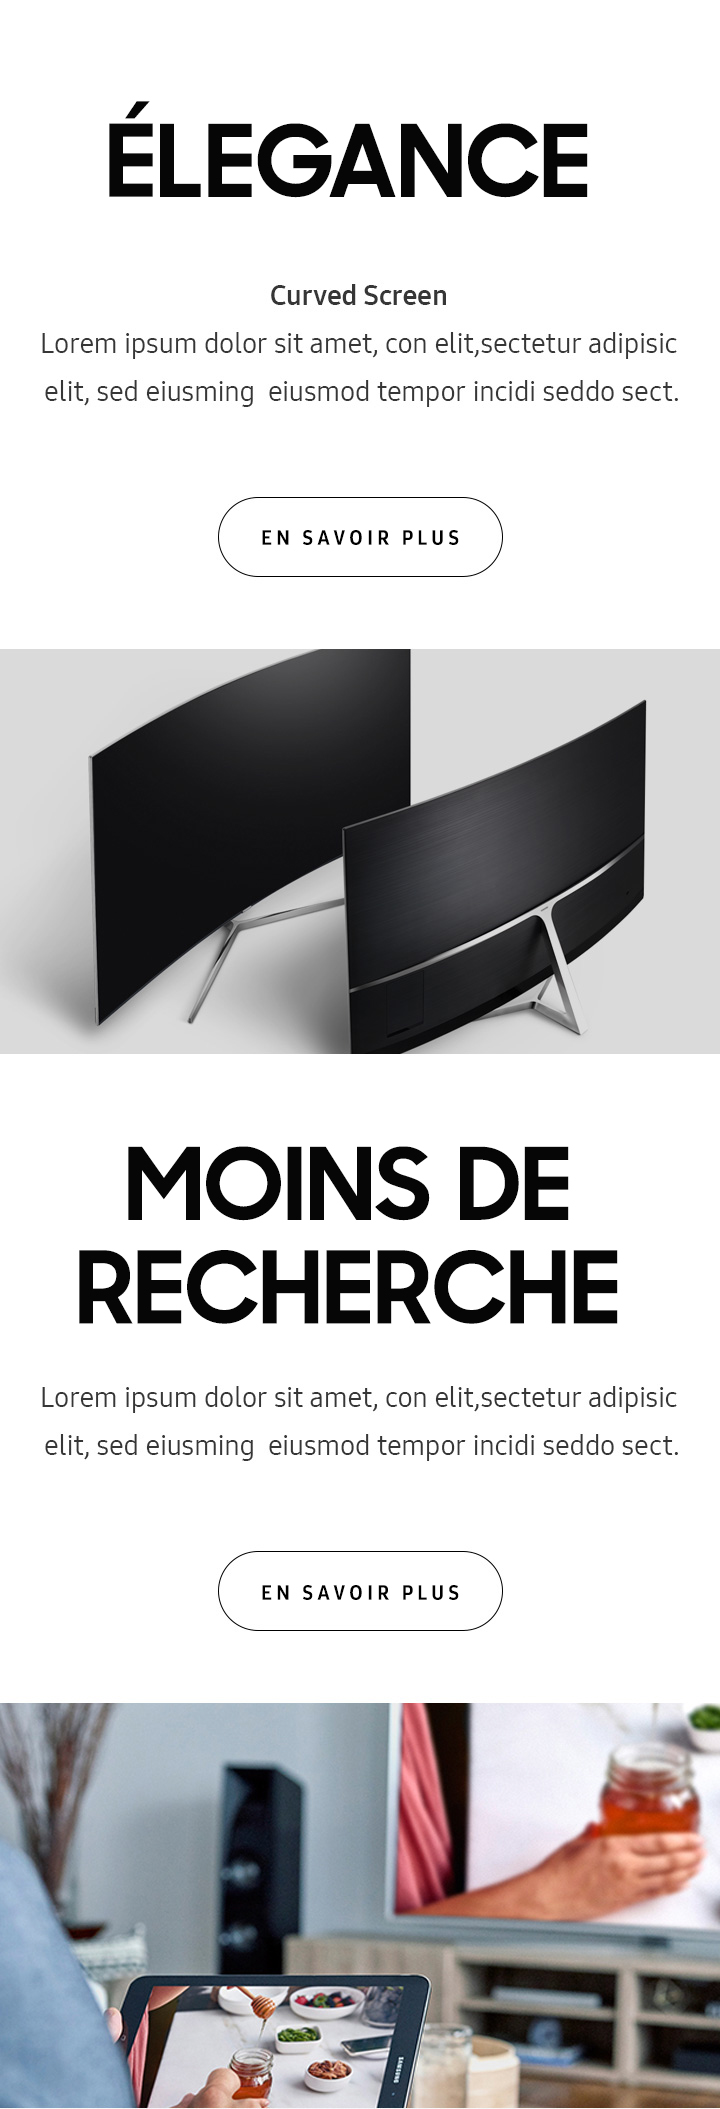 ÉLEGANCE
Curved Screen
Lorem ipsum dolor sit amet, con elit,sectetur adipisic
elit, sed eiusming  eiusmod tempor incidi seddo sect.
EN SAVOIR PLUS
MOINS DE
RECHERCHE
Lorem ipsum dolor sit amet, con elit,sectetur adipisic
elit, sed eiusming  eiusmod tempor incidi seddo sect.
EN SAVOIR PLUS
SAMSUNG